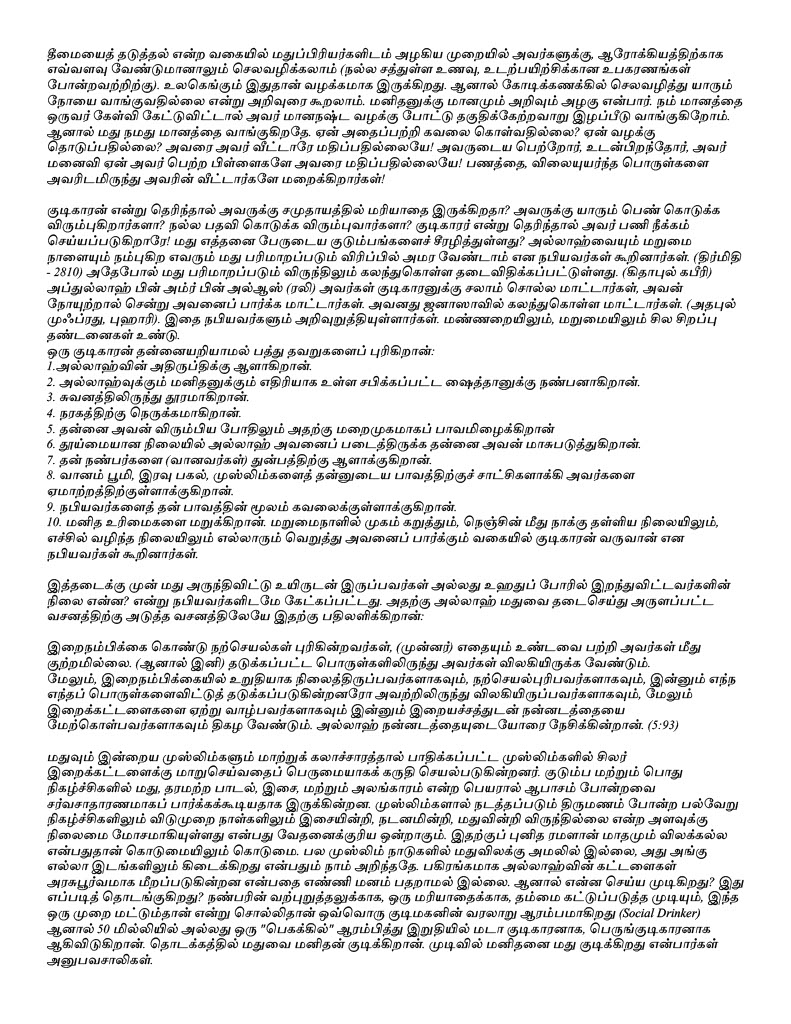 தீமையைத் தடுத்தல் என்ற வகையில் மதுப்பிரியர்களிடம் அழகிய முறையில் அவர்களுக்கு, ஆரோக்கியத்திற்காக
எவ்வளவு வேண்டுமானாலும் செலவழிக்கலாம் (நல்ல சத்துள்ள உணவு, உடற்பயிற்சிக்கான உபகரணங்கள்
போன்றவற்றிற்கு). உலகெங்கும் இதுதான் வழக்கமாக இருக்கிறது. ஆனால் கோடிக்கணக்கில் செலவழித்து யாரும்
நோயை வாங்குவதில்லை என்று அறிவுரை கூறலாம். மனிதனுக்கு மானமும் அறிவும் அழகு என்பார். நம் மானத்தை
ஒருவர் கேள்வி கேட்டுவிட்டால் அவர் மானநஷ்ட வழக்கு போட்டு தகுதிக்கேற்றவாறு இழப்பீடு வாங்குகிறோம்.
ஆனால் மது நமது மானத்தை வாங்குகிறதே. ஏன் அதைப்பற்றி கவலை கொள்வதில்லை? ஏன் வழக்கு
தொடுப்பதில்லை? அவரை அவர் வீட்டாரே மதிப்பதில்லையே! அவருடைய பெற்றோர், உடன்பிறந்தோர், அவர்
மனைவி ஏன் அவர் பெற்ற பிள்ளைகளே அவரை மதிப்பதில்லையே! பணத்தை, விலையுயர்ந்த பொருள்களை
அவரிடமிருந்து அவரின் வீட்டார்களே மறைக்கிறார்கள்!

குடிகாரன் என்று தெரிந்தால் அவருக்கு சமுதாயத்தில் மரியாதை இருக்கிறதா? அவருக்கு யாரும் பெண் கொடுக்க
விரும்புகிறார்களா? நல்ல பதவி கொடுக்க விரும்புவார்களா? குடிகாரர் என்று தெரிந்தால் அவர் பணி நீக்கம்
செய்யப்படுகிறாரே! மது எத்தனை பேருடைய குடும்பங்களைச் சீரழித்துள்ளது? அல்லாஹ்வையும் மறுமை
நாளையும் நம்புகிற எவரும் மது பரிமாறப்படும் விரிப்பில் அமர வேண்டாம் என நபியவர்கள் கூறினார்கள். (திர்மிதி
- 2810) அதேபோல் மது பரிமாறப்படும் விருந்திலும் கலந்துகொள்ள தடைவிதிக்கப்பட்டுள்ளது. (கிதாபுல் கபீரி)
அப்துல்லாஹ் பின் அம்ர் பின் அல்ஆஸ் (ரலி) அவர்கள் குடிகாரனுக்கு சலாம் சொல்ல மாட்டார்கள், அவன்
நோயுற்றால் சென்று அவனைப் பார்க்க மாட்டார்கள். அவனது ஜனாஸாவில் கலந்துகொள்ள மாட்டார்கள். (அதபுல்
முஃப்ரது, புஹாரி). இதை நபியவர்களும் அறிவுறுத்தியுள்ளார்கள். மண்ணறையிலும், மறுமையிலும் சில சிறப்பு
தண்டனைகள் உண்டு.
ஒரு குடிகாரன் தன்னையறியாமல் பத்து தவறுகளைப் புரிகிறான்:
1.அல்லாஹ்வின் அதிருப்திக்கு ஆளாகிறான்.
2. அல்லாஹ்வுக்கும் மனிதனுக்கும் எதிரியாக உள்ள சபிக்கப்பட்ட ஷைத்தானுக்கு நண்பனாகிறான்.
3. சுவனத்திலிருந்து தூரமாகிறான்.
4. நரகத்திற்கு நெருக்கமாகிறான்.
5. தன்னை அவன் விரும்பிய போதிலும் அதற்கு மறைமுகமாகப் பாவமிழைக்கிறான்
6. தூய்மையான நிலையில் அல்லாஹ் அவனைப் படைத்திருக்க தன்னை அவன் மாசுபடுத்துகிறான்.
7. தன் நண்பர்களை (வானவர்கள்) துன்பத்திற்கு ஆளாக்குகிறான்.
8. வானம் பூமி, இரவு பகல், முஸ்லிம்களைத் தன்னுடைய பாவத்திற்குச் சாட்சிகளாக்கி அவர்களை
ஏமாற்றத்திற்குள்ளாக்குகிறான்.
9. நபியவர்களைத் தன் பாவத்தின் மூலம் கவலைக்குள்ளாக்குகிறான்.
10. மனித உரிமைகளை மறுக்கிறான். மறுமைநாளில் முகம் கறுத்தும், நெஞ்சின் மீது நாக்கு தள்ளிய நிலையிலும்,
எச்சில் வழிந்த நிலையிலும் எல்லாரும் வெறுத்து அவனைப் பார்க்கும் வகையில் குடிகாரன் வருவான் என
நபியவர்கள் கூறினார்கள்.

இத்தடைக்கு முன் மது அருந்திவிட்டு உயிருடன் இருப்பவர்கள் அல்லது உஹதுப் போரில் இறந்துவிட்டவர்களின்
நிலை என்ன? என்று நபியவர்களிடமே கேட்கப்பட்டது. அதற்கு அல்லாஹ் மதுவை தடைசெய்து அருளப்பட்ட
வசனத்திற்கு அடுத்த வசனத்திலேயே இதற்கு பதிலளிக்கிறான்:

இறைநம்பிக்கை கொண்டு நற்செயல்கள் புரிகின்றவர்கள், (முன்னர்) எதையும் உண்டவை பற்றி அவர்கள் மீது
குற்றமில்லை. (ஆனால் இனி) தடுக்கப்பட்ட பொருள்களிலிருந்து அவர்கள் விலகியிருக்க வேண்டும்.
மேலும், இறைநம்பிக்கையில் உறுதியாக நிலைத்திருப்பவர்களாகவும், நற்செயல்புரிபவர்களாகவும், இன்னும் எந்ந
எந்தப் பொருள்களைவிட்டுத் தடுக்கப்படுகின்றனரோ அவற்றிலிருந்து விலகியிருப்பவர்களாகவும், மேலும்
இறைக்கட்டளைகளை ஏற்று வாழ்பவர்களாகவும் இன்னும் இறையச்சத்துடன் நன்னடத்தையை
மேற்கொள்பவர்களாகவும் திகழ வேண்டும். அல்லாஹ் நன்னடத்தையுடையோரை நேசிக்கின்றான். (5:93)

மதுவும் இன்றைய முஸ்லிம்களும் மாற்றுக் கலாச்சாரத்தால் பாதிக்கப்பட்ட முஸ்லிம்களில் சிலர்
இறைக்கட்டளைக்கு மாறுசெய்வதைப் பெருமையாகக் கருதி செயல்படுகின்றனர். குடும்ப மற்றும் பொது
நிகழ்ச்சிகளில் மது, தரமற்ற பாடல், இசை, மற்றும் அலங்காரம் என்ற பெயரால் ஆபாசம் போன்றவை
சர்வசாதாரணமாகப் பார்க்கக்கூடியதாக இருக்கின்றன. முஸ்லிம்களால் நடத்தப்படும் திருமணம் போன்ற பல்வேறு
நிகழ்ச்சிகளிலும் விடுமுறை நாள்களிலும் இசையின்றி, நடனமின்றி, மதுவின்றி விருந்தில்லை என்ற அளவுக்கு
நிலைமை மோசமாகியுள்ளது என்பது வேதனைக்குரிய ஒன்றாகும். இதற்குப் புனித ரமளான் மாதமும் விலக்கல்ல
என்பதுதான் கொடுமையிலும் கொடுமை. பல முஸ்லிம் நாடுகளில் மதுவிலக்கு அமலில் இல்லை, அது அங்கு
எல்லா இடங்களிலும் கிடைக்கிறது என்பதும் நாம் அறிந்ததே. பகிரங்கமாக அல்லாஹ்வின் கட்டளைகள்
அரசுபூர்வமாக மீறப்படுகின்றன என்பதை எண்ணி மனம் பதறாமல் இல்லை. ஆனால் என்ன செய்ய முடிகிறது? இது
எப்படித் தொடங்குகிறது? நண்பரின் வற்புறுத்தலுக்காக, ஒரு மரியாதைக்காக, தம்மை கட்டுப்படுத்த முடியும், இந்த
ஒரு முறை மட்டும்தான் என்று சொல்லிதான் ஒவ்வொரு குடிமகனின் வரலாறு ஆரம்பமாகிறது (Social Drinker)
ஆனால் 50 மில்லியில் அல்லது ஒரு "பெகக்கில்" ஆரம்பித்து இறுதியில் மடா குடிகாரனாக, பெருங்குடிகாரனாக
ஆகிவிடுகிறான். தொடக்கத்தில் மதுவை மனிதன் குடிக்கிறான். முடிவில் மனிதனை மது குடிக்கிறது என்பார்கள்
அனுபவசாலிகள்.